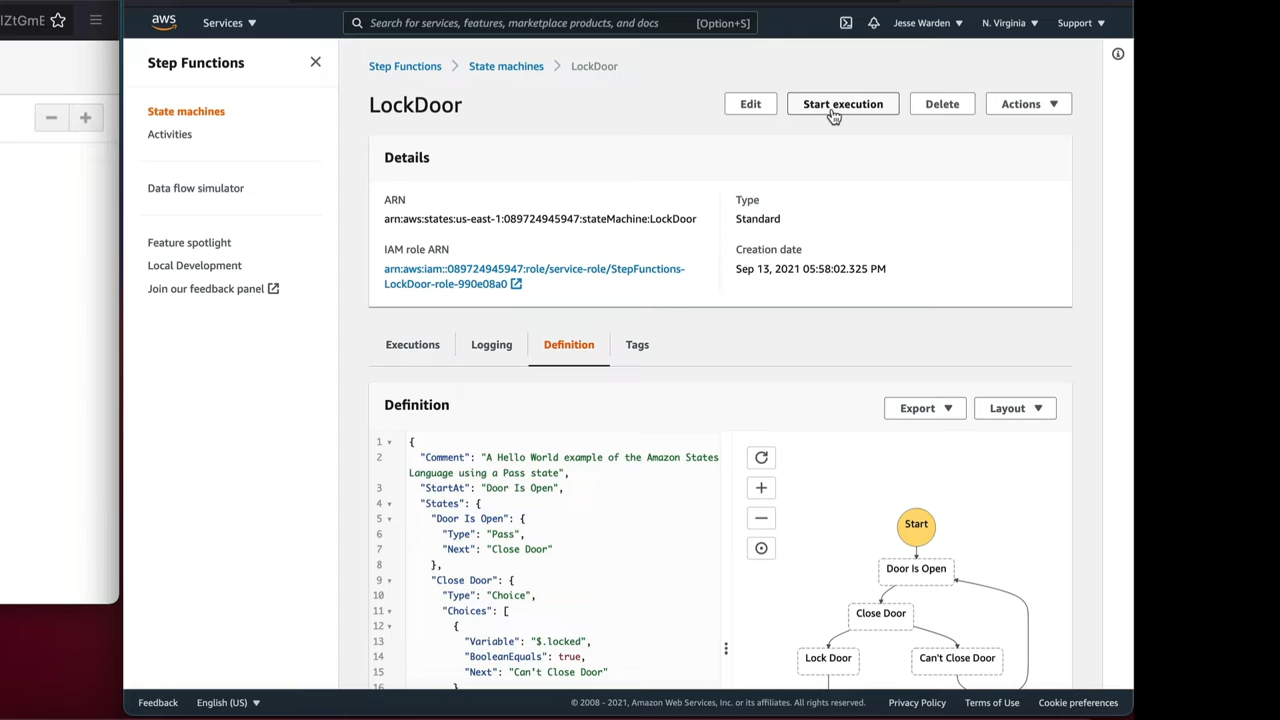 lZtGmE
aws
Services
Search for services, features, marketplace products, and docs
[Option+S]
Jesse Warden
N. Virginia
Support
Step Functions
State machines
Activities
Data flow simulator
Feature spotlight
Local Development
Join our feedback panel
Step Functions
State machines
LockDoor
LockDoor
Edit
Start execution
Delete
Actions
Details
ARN
arn:aws:states:us-east-1:089724945947:stateMachine:LockDoor
IAM role ARN
arn:aws:iam::089724945947:role/service-role/StepFunctions-
LockDoor-role-990e08a0
Type
Standard
Creation date
Sep 13, 2021 05:58:02.325 PM
Executions
Logging
Definition
Tags
Definition
Export
Layout
1 {
2 "Comment": "A Hello World example of the Amazon States
Language using a Pass state",
3 "StartAt": "Door Is Open",
4 "States": {
5 "Door Is Open": {
6 "Type": "Pass",
7 "Next": "Close Door"
8 },
9 "Close Door": {
10 "Type": "Choice",
11 "Choices": [
12 {
13 "Variable": "$.locked",
14 "BooleanEquals": true,
15 "Next": "Can't Close Door"
16 }
Start
Door Is Open
Close Door
Lock Door
Can't Close Door
Feedback
English (US)
© 2008 - 2021, Amazon Web Services, Inc. or its affiliates. All rights reserved.
Privacy Policy
Terms of Use
Cookie preferences